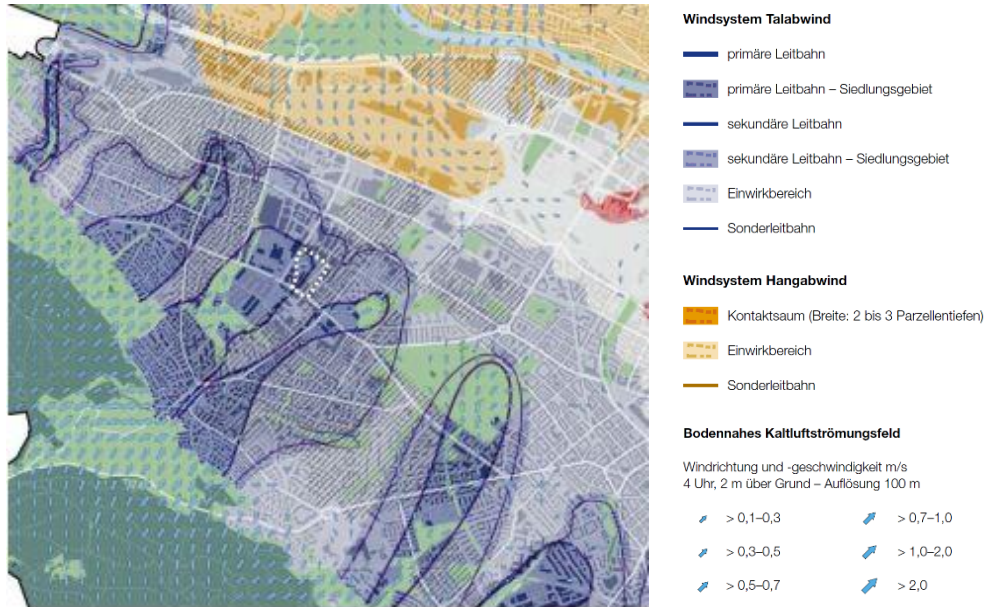 Windsystem Talabwind
primäre Leitbahn
primäre Leitbahn – Siedlungsgebiet
sekundäre Leitbahn
sekundäre Leitbahn – Siedlungsgebiet
Einwirkbereich
Sonderleitbahn
Windsystem Hangabwind
Kontaktsaum (Breite: 2 bis 3 Parzellentiefen)
Einwirkbereich
Sonderleitbahn
Bodennahes Kaltluftströmungsfeld
Windrichtung und -geschwindigkeit m/s
4 Uhr, 2 m über Grund – Auflösung 100 m
> 0,1–0,3
> 0,7–1,0
> 0,3–0,5
> 1,0–2,0
> 0,5–0,7
> 2,0